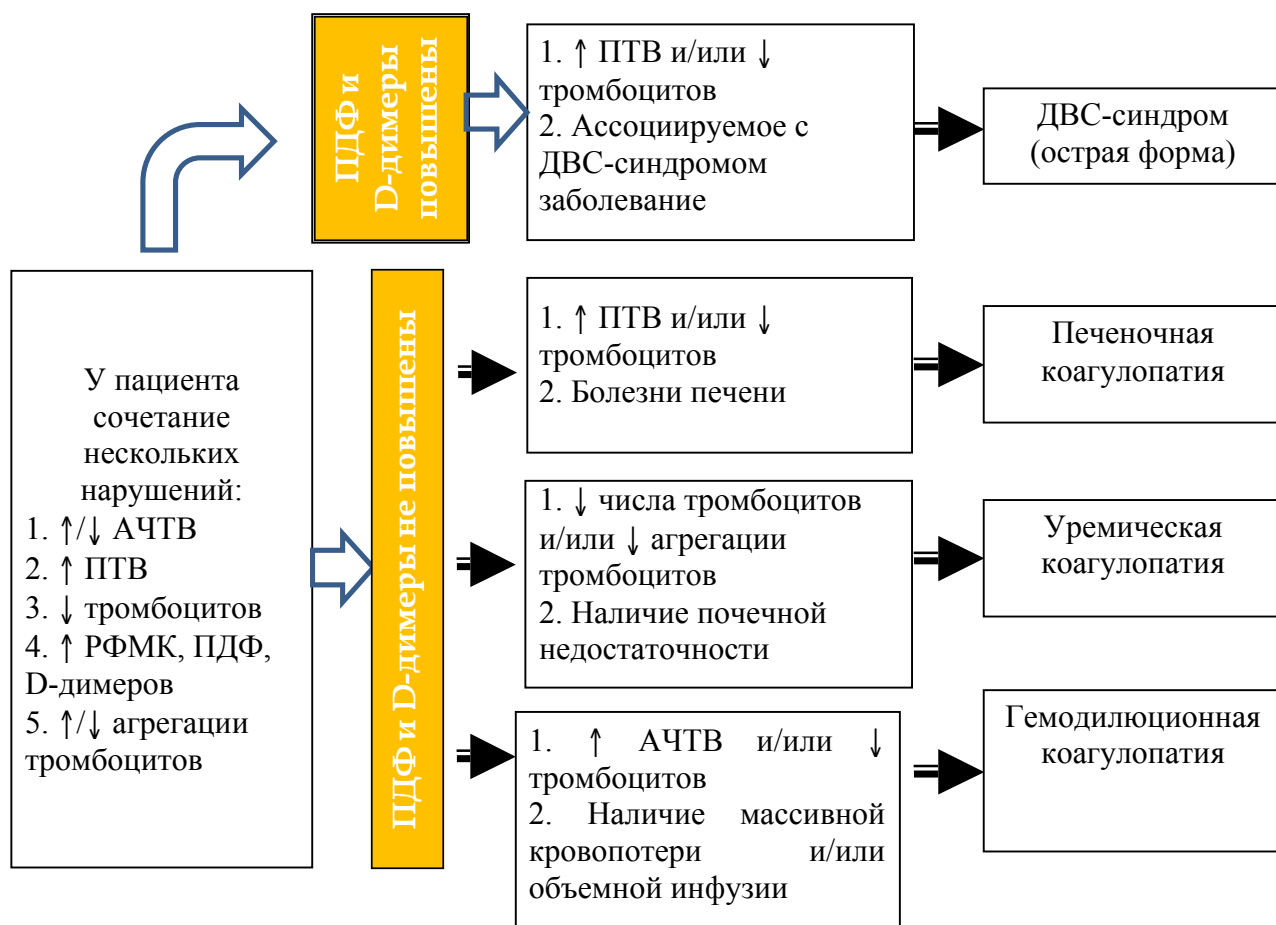 У пациента
сочетание
нескольких
нарушений:
1. ↑/↓ АЧТВ
2. ↑ ПТВ
3. ↓ тромбоцитов
4. ↑ РФМК, ПДФ,
D-димеров
5. ↑/↓ агрегации
тромбоцитов
ПДФ и
D-димеры
повышены
1. ↑ ПТВ и/или ↓
тромбоцитов
2. Ассоциируемое с
ДВС-синдромом
заболевание
ДВС-синдром
(острая форма)
ПДФ и D-димеры не повышены
1. ↑ ПТВ и/или ↓
тромбоцитов
2. Болезни печени
Печеночная
коагулопатия
1. ↓ числа тромбоцитов
и/или ↓ агрегации
тромбоцитов
2. Наличие почечной
недостаточности
Уремическая
коагулопатия
1. ↑ АЧТВ и/или ↓
тромбоцитов
2. Наличие массивной
кровопотери и/или
объемной инфузии
Гемодилюционная
коагулопатия